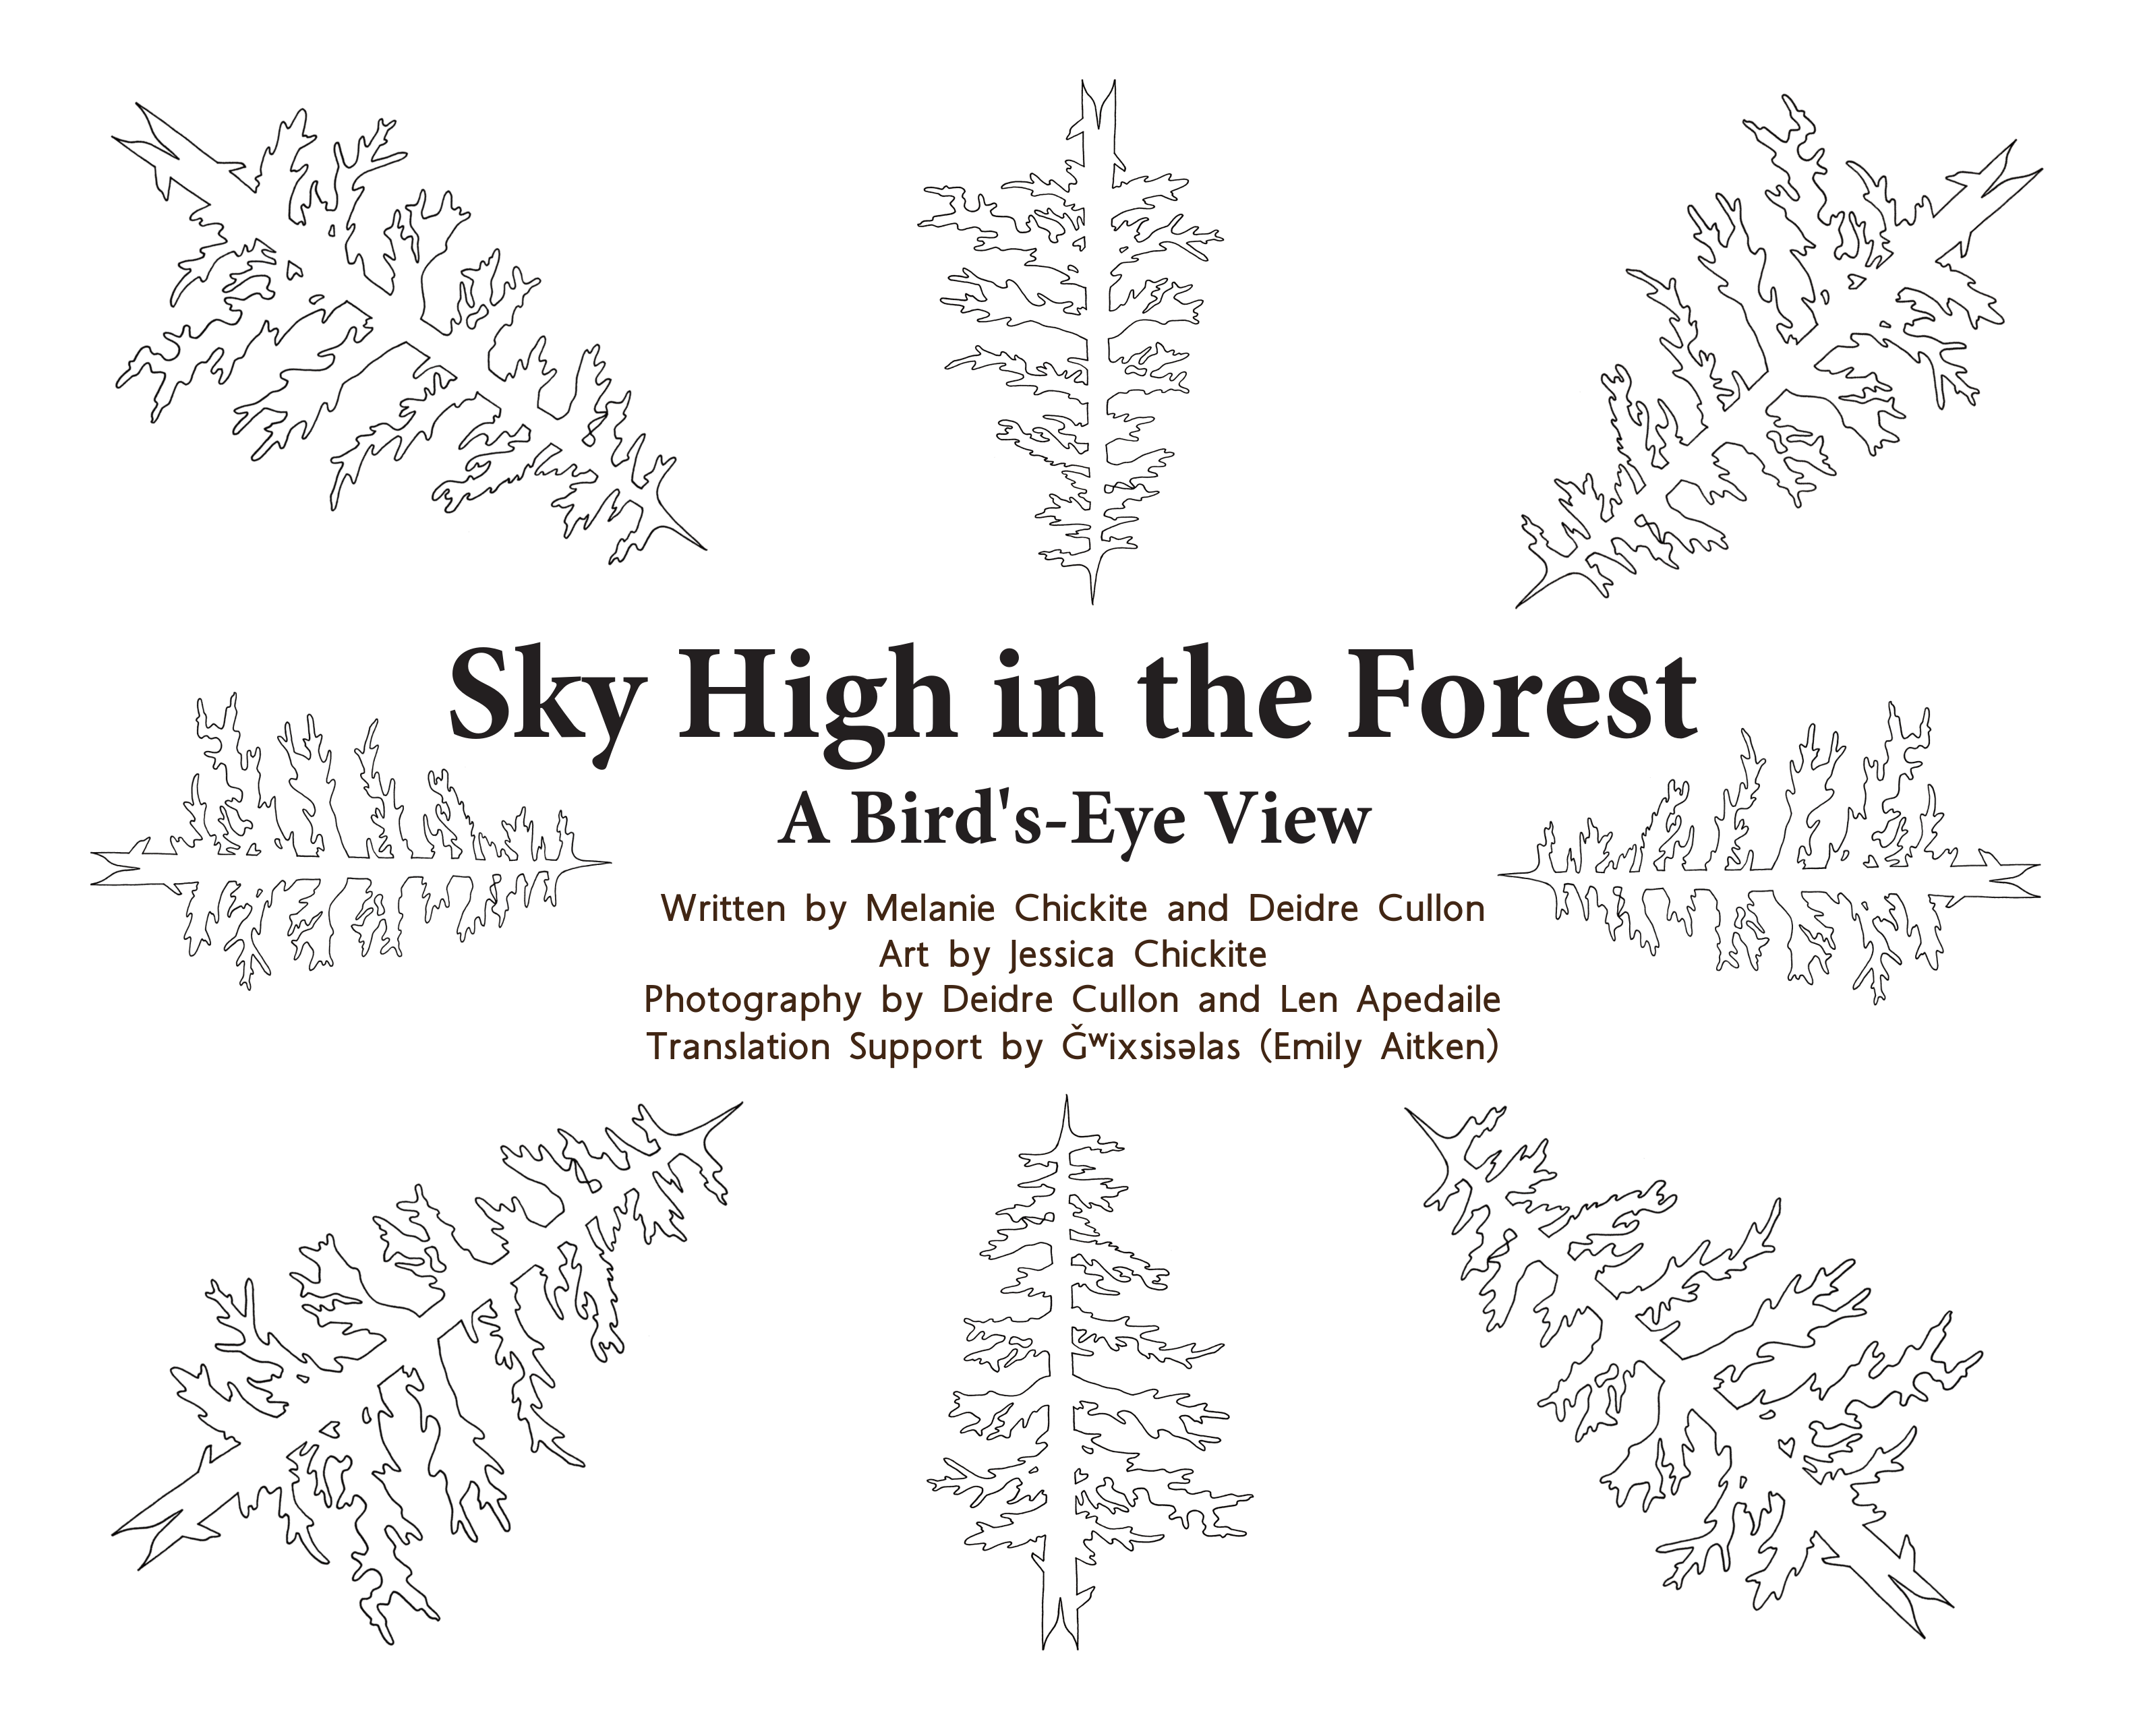 Sky High in the Forest
A Bird's-Eye View
Written by Melanie Chickite and Deidre Cullon
Art by Jessica Chickite
Photography by Deidre Cullon and Len Apedaile
Translation Support by Ǧʷixsisəlas (Emily Aitken)